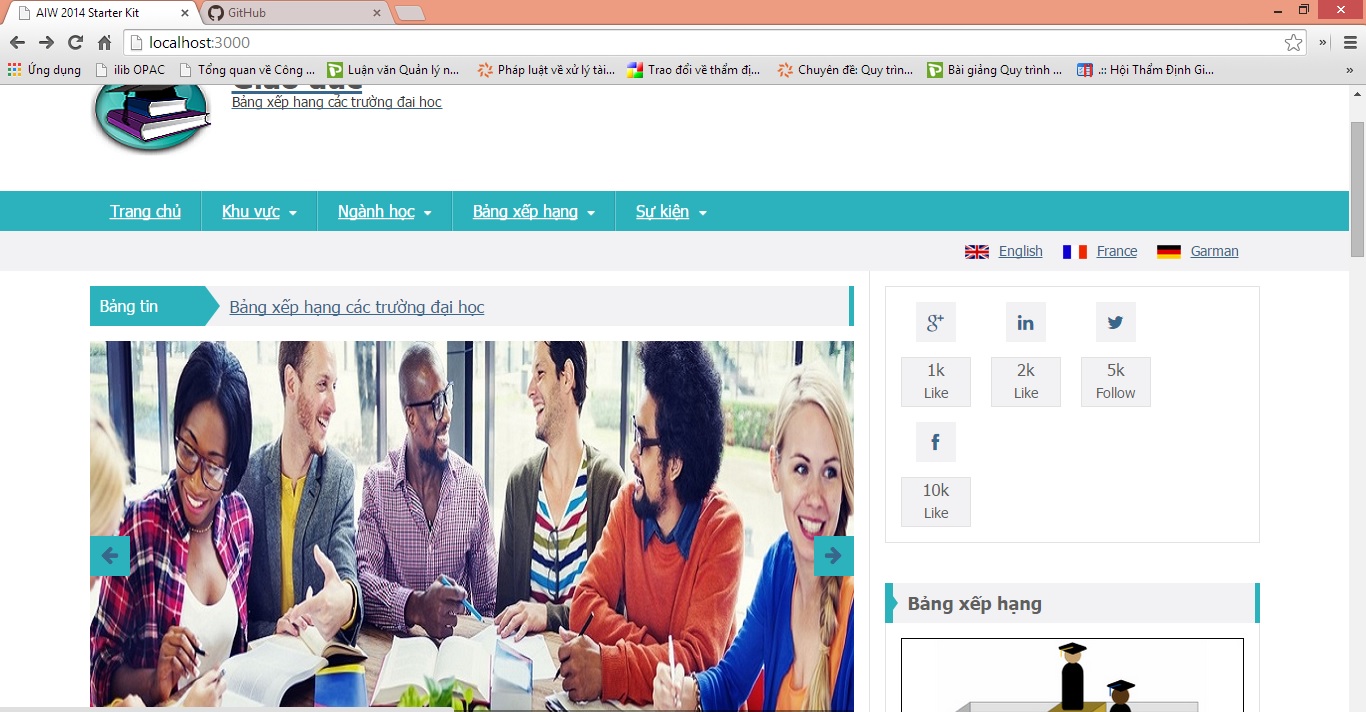 AIW 2014 Starter Kit
GitHub
localhost:3000
Ứng dụng
ilib OPAC
Tổng quan về Công ...
Luận văn Quản lý n...
Pháp luật về xử lý tài...
Trao đổi về thẩm đị...
Chuyên đề: Quy trìn...
Bài giảng Quy trình ...
.:: Hội Thẩm Định Gi...
»
Bảng xếp hạng các trường đại học
Trang chủ
Khu vực
Ngành học
Bảng xếp hạng
Sự kiện
English
France
Garman
Bảng tin
Bảng xếp hạng các trường đại học
g+
in
1k
Like
2k
Like
5k
Follow
f
10k
Like
Bảng xếp hạng